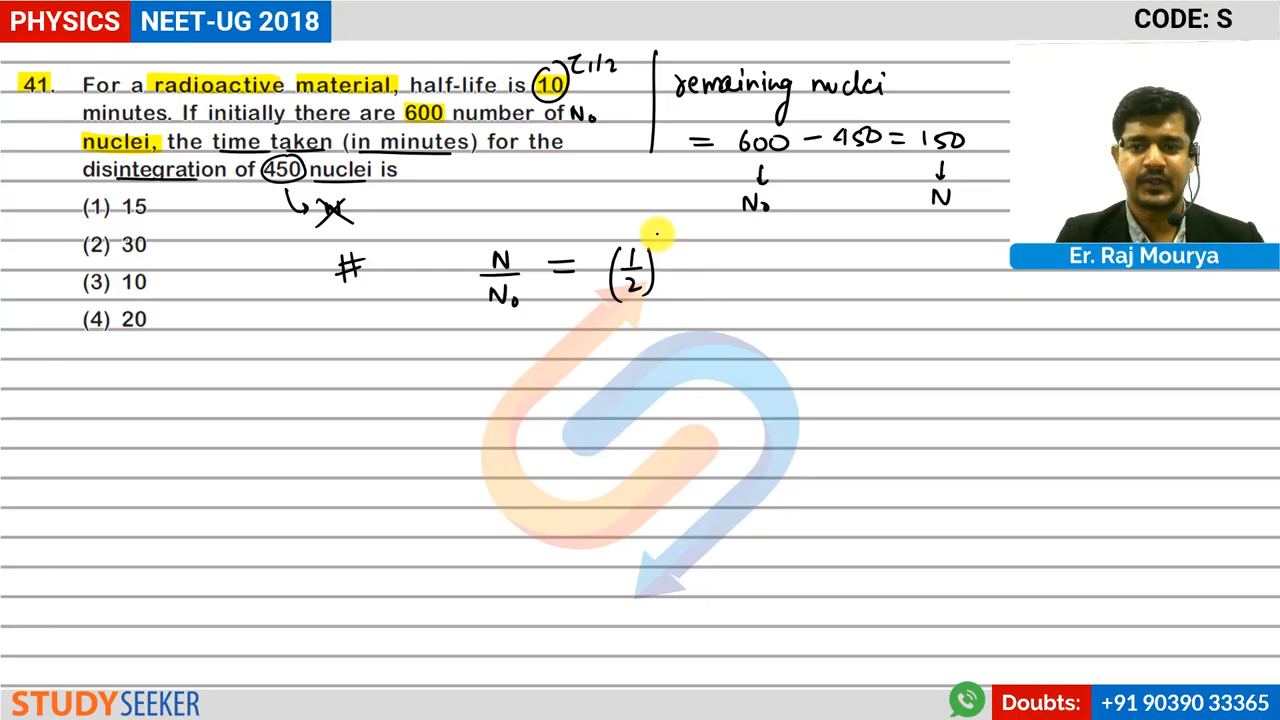 PHYSICS NEET-UG 2018
CODE: S
41. For a radioactive material, half-life is 10 τ1/2
minutes. If initially there are 600 number of N₀
nuclei, the time taken (in minutes) for the
disintegration of 450 nuclei is
N
(1) 15
(2) 30
(3) 10
(4) 20
remaining nuclei
= 600 - 450 = 150
↓ ↓
N₀ N
# N/N₀ = (1/2)
Er. Raj Mourya
STUDY SEEKER
Doubts: +91 90390 33365